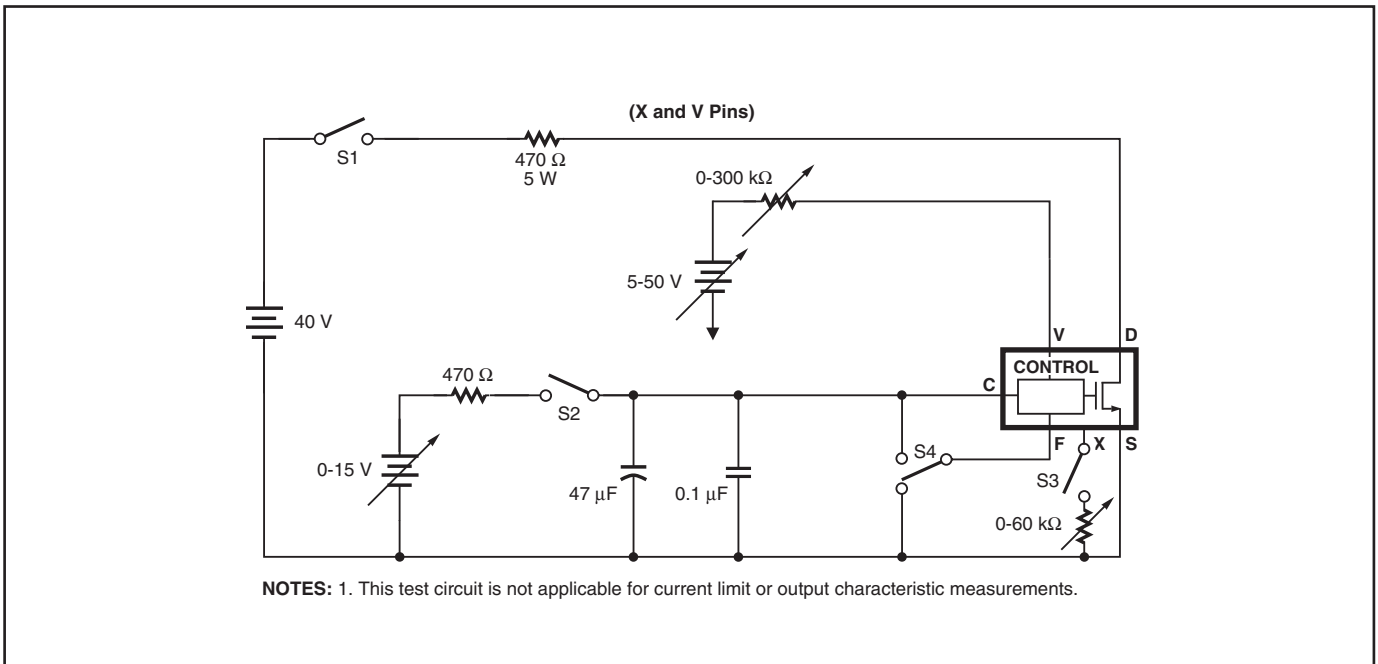 (X and V Pins)
S1
470 Ω
5 W
0-300 kΩ
5-50 V
40 V
V
D
CONTROL
C
470 Ω
S2
F
X
S
S4
S3
0-15 V
47 μF
0.1 μF
0-60 kΩ
NOTES: 1. This test circuit is not applicable for current limit or output characteristic measurements.